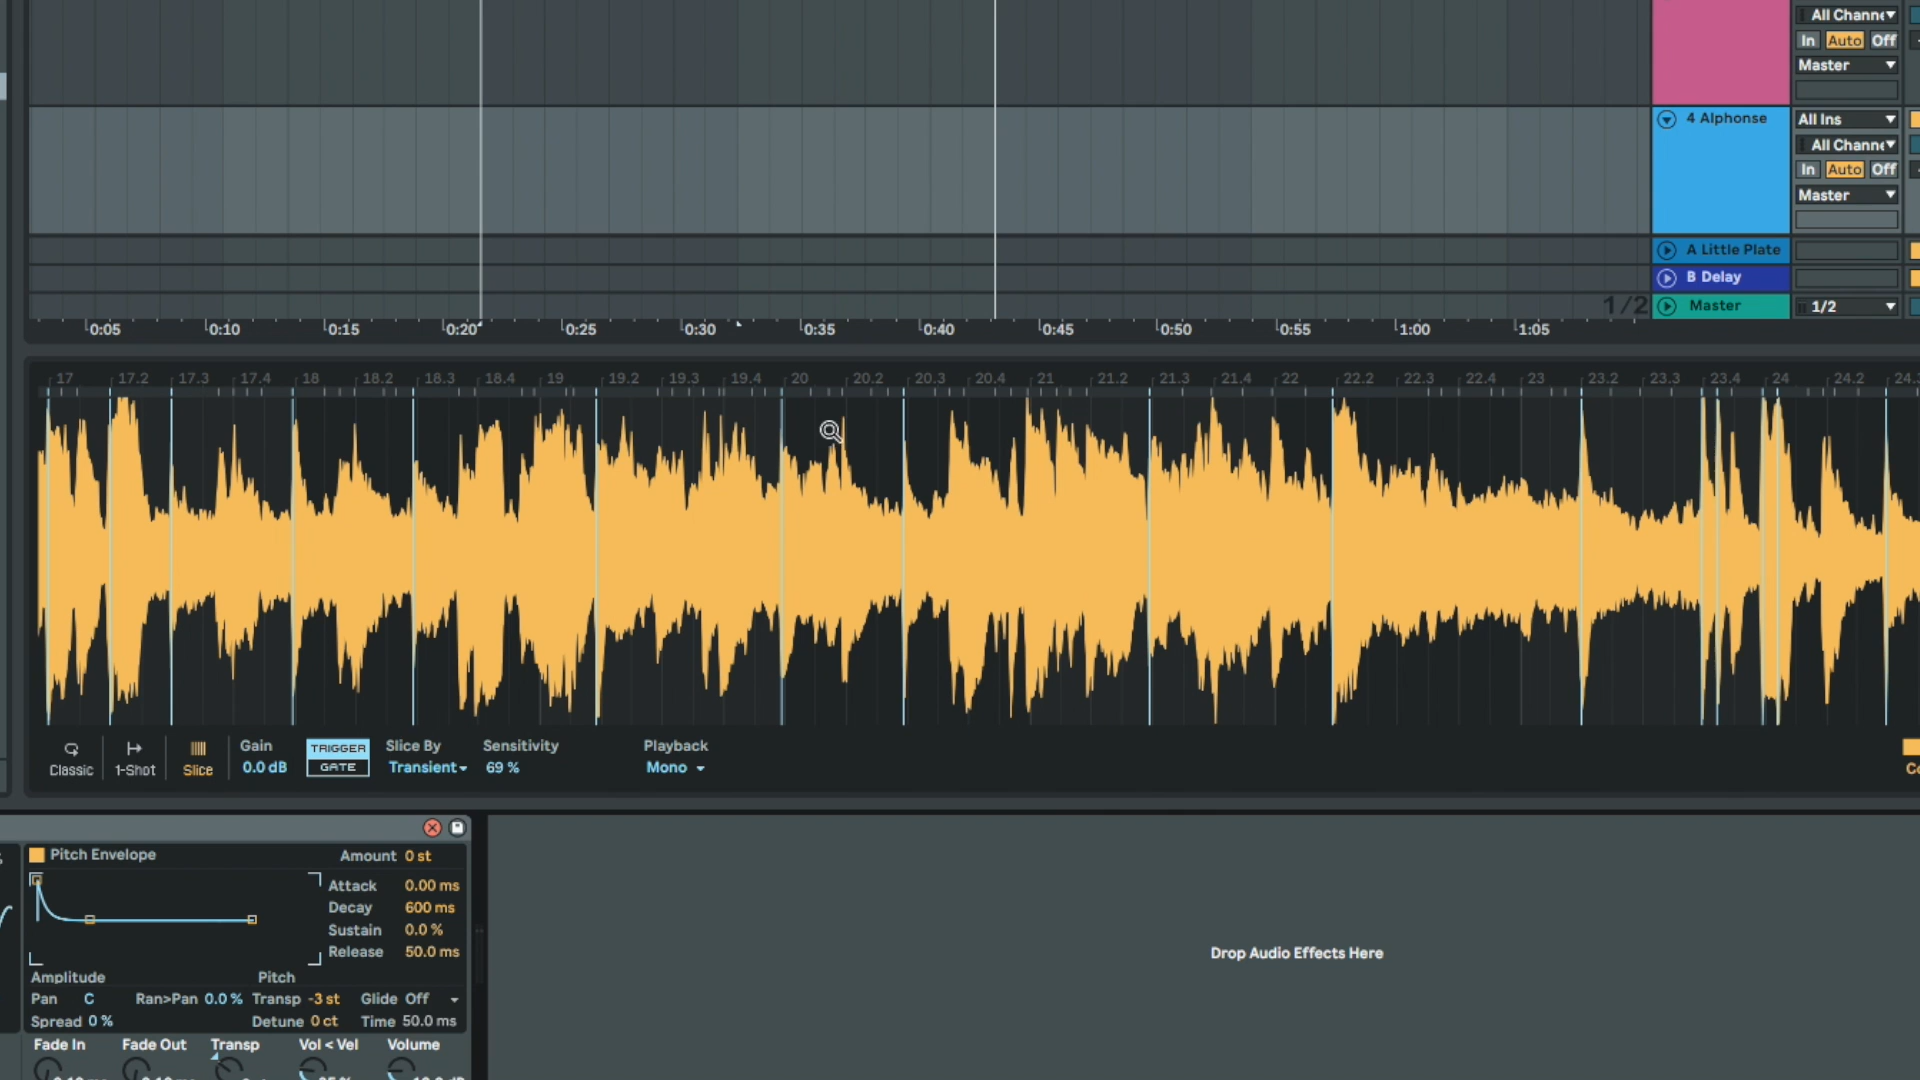 All Channe
In Auto Off
Master
4 Alphonse All Ins
All Channe
In Auto Off
Master
A Little Plate
B Delay
1/2 Master 1/2
0:05 0:10 0:15 0:20 0:25 0:30 0:35 0:40 0:45 0:50 0:55 1:00 1:05
17 17.2 17.3 17.4 18 18.2 18.3 18.4 19 19.2 19.3 19.4 20 20.2 20.3 20.4 21 21.2 21.3 21.4 22 22.2 22.3 22.4 23 23.2 23.3 23.4 24 24.2 24.3
Gain TRIGGER Slice By Sensitivity Playback
Classic 1-Shot Slice 0.0 dB GATE Transient 69 % Mono
Pitch Envelope Amount 0 st
Attack 0.00 ms
Decay 600 ms
Sustain 0.0 %
Release 50.0 ms
Amplitude Pitch
Pan C Ran>Pan 0.0 % Transp -3 st Glide Off
Spread 0 % Detune 0 ct Time 50.0 ms
Fade In Fade Out Transp Vol < Vel Volume
Drop Audio Effects Here